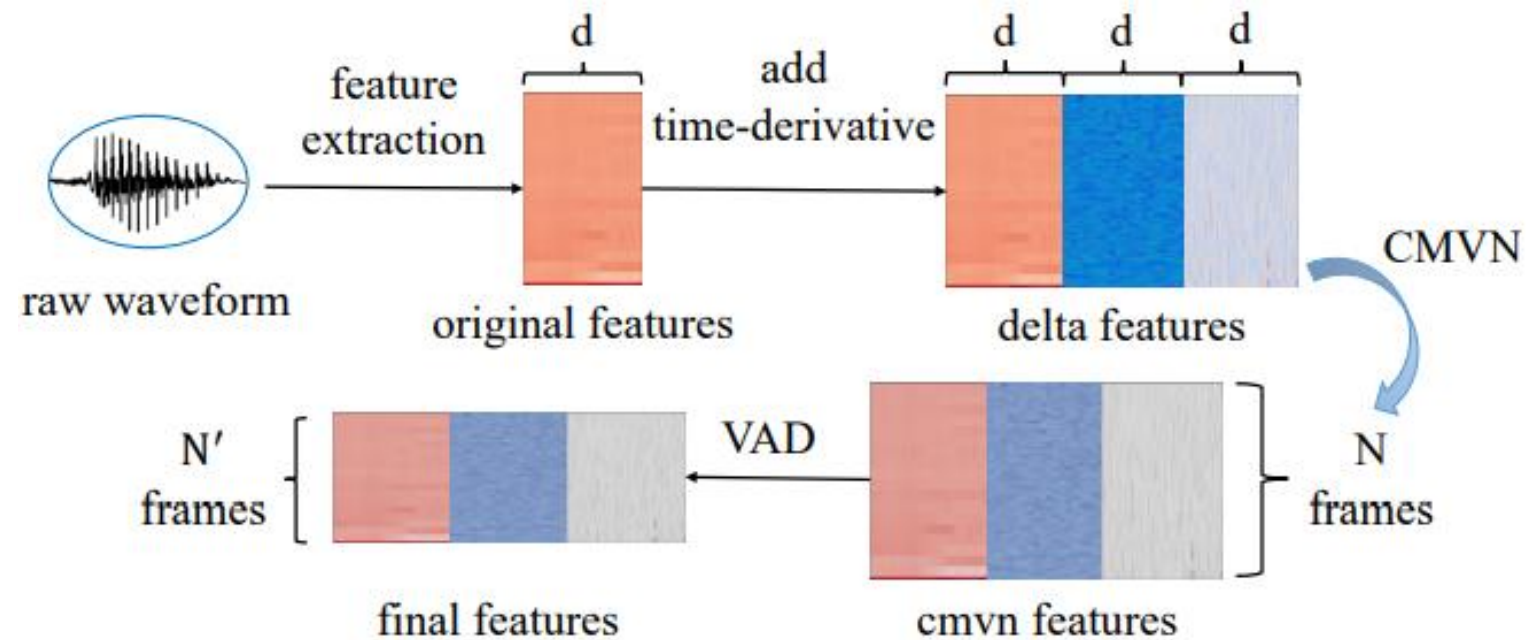 d
feature
extraction
add
time-derivative
d d d
raw waveform
original features
delta features
CMVN
N′
frames
VAD
N
frames
final features
cmvn features